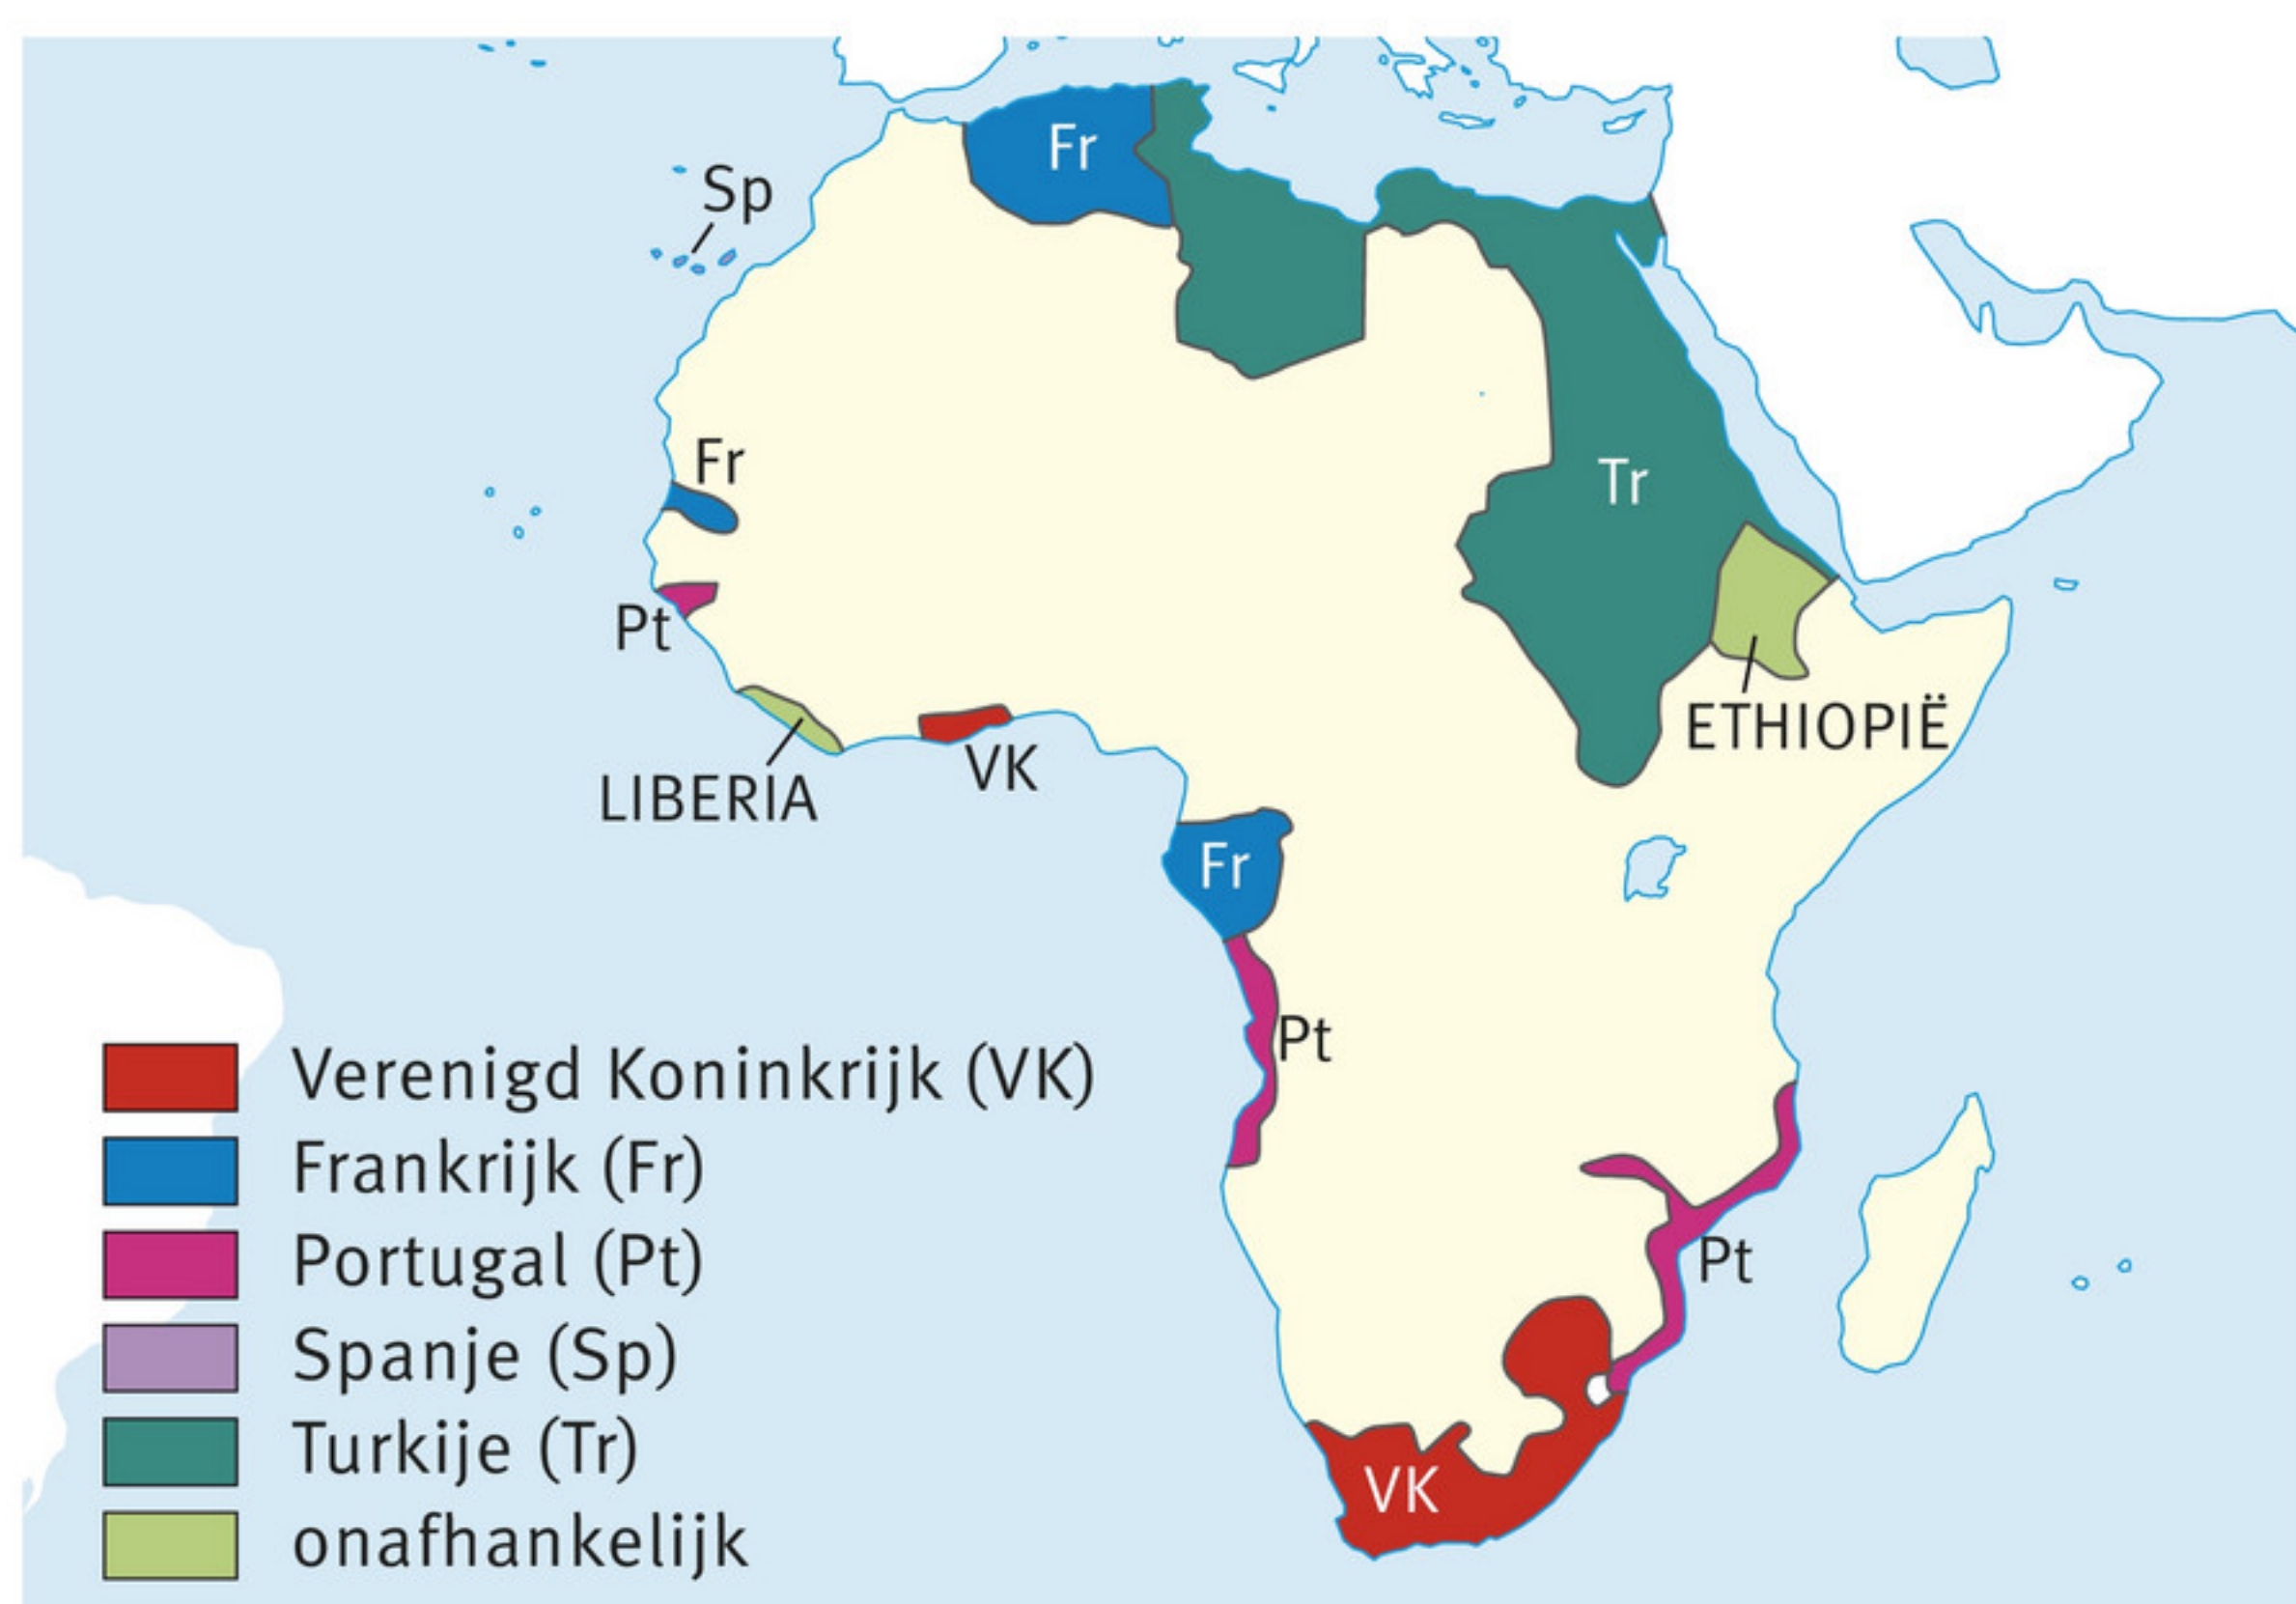 Fr
Sp
Fr
Tr
Pt
ETHIOPIË
VK
LIBERIA
Fr
Pt
Pt
VK
Verenigd Koninkrijk (VK)
Frankrijk (Fr)
Portugal (Pt)
Spanje (Sp)
Turkije (Tr)
onafhankelijk